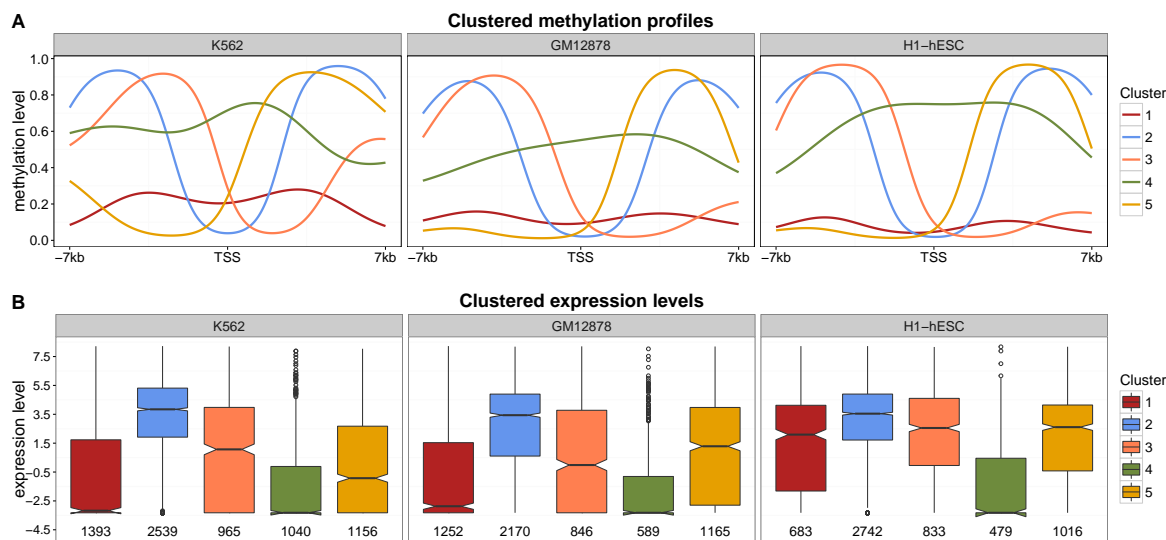 A
Clustered methylation profiles
K562
GM12878
H1−hESC
methylation level
1.0
0.8
0.6
0.4
0.2
0.0
−7kb TSS 7kb
−7kb TSS 7kb
−7kb TSS 7kb
Cluster
1
2
3
4
5
B
Clustered expression levels
K562
GM12878
H1−hESC
expression level
7.5
5.5
3.5
1.5
−0.5
−2.5
−4.5
1393 2539 965 1040 1156
1252 2170 846 589 1165
683 2742 833 479 1016
Cluster
1
2
3
4
5